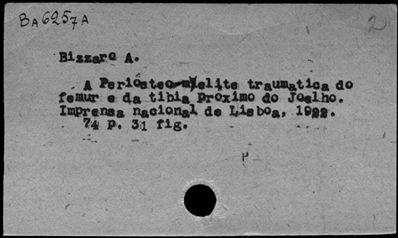 BA6257A
2
Bizzaro A.
A Periósteo-mielite traumatica do
femur e da tibia proximo do Joelho.
Imprensa nacional de Lisboa, 1922.
74 p. 31 fig.